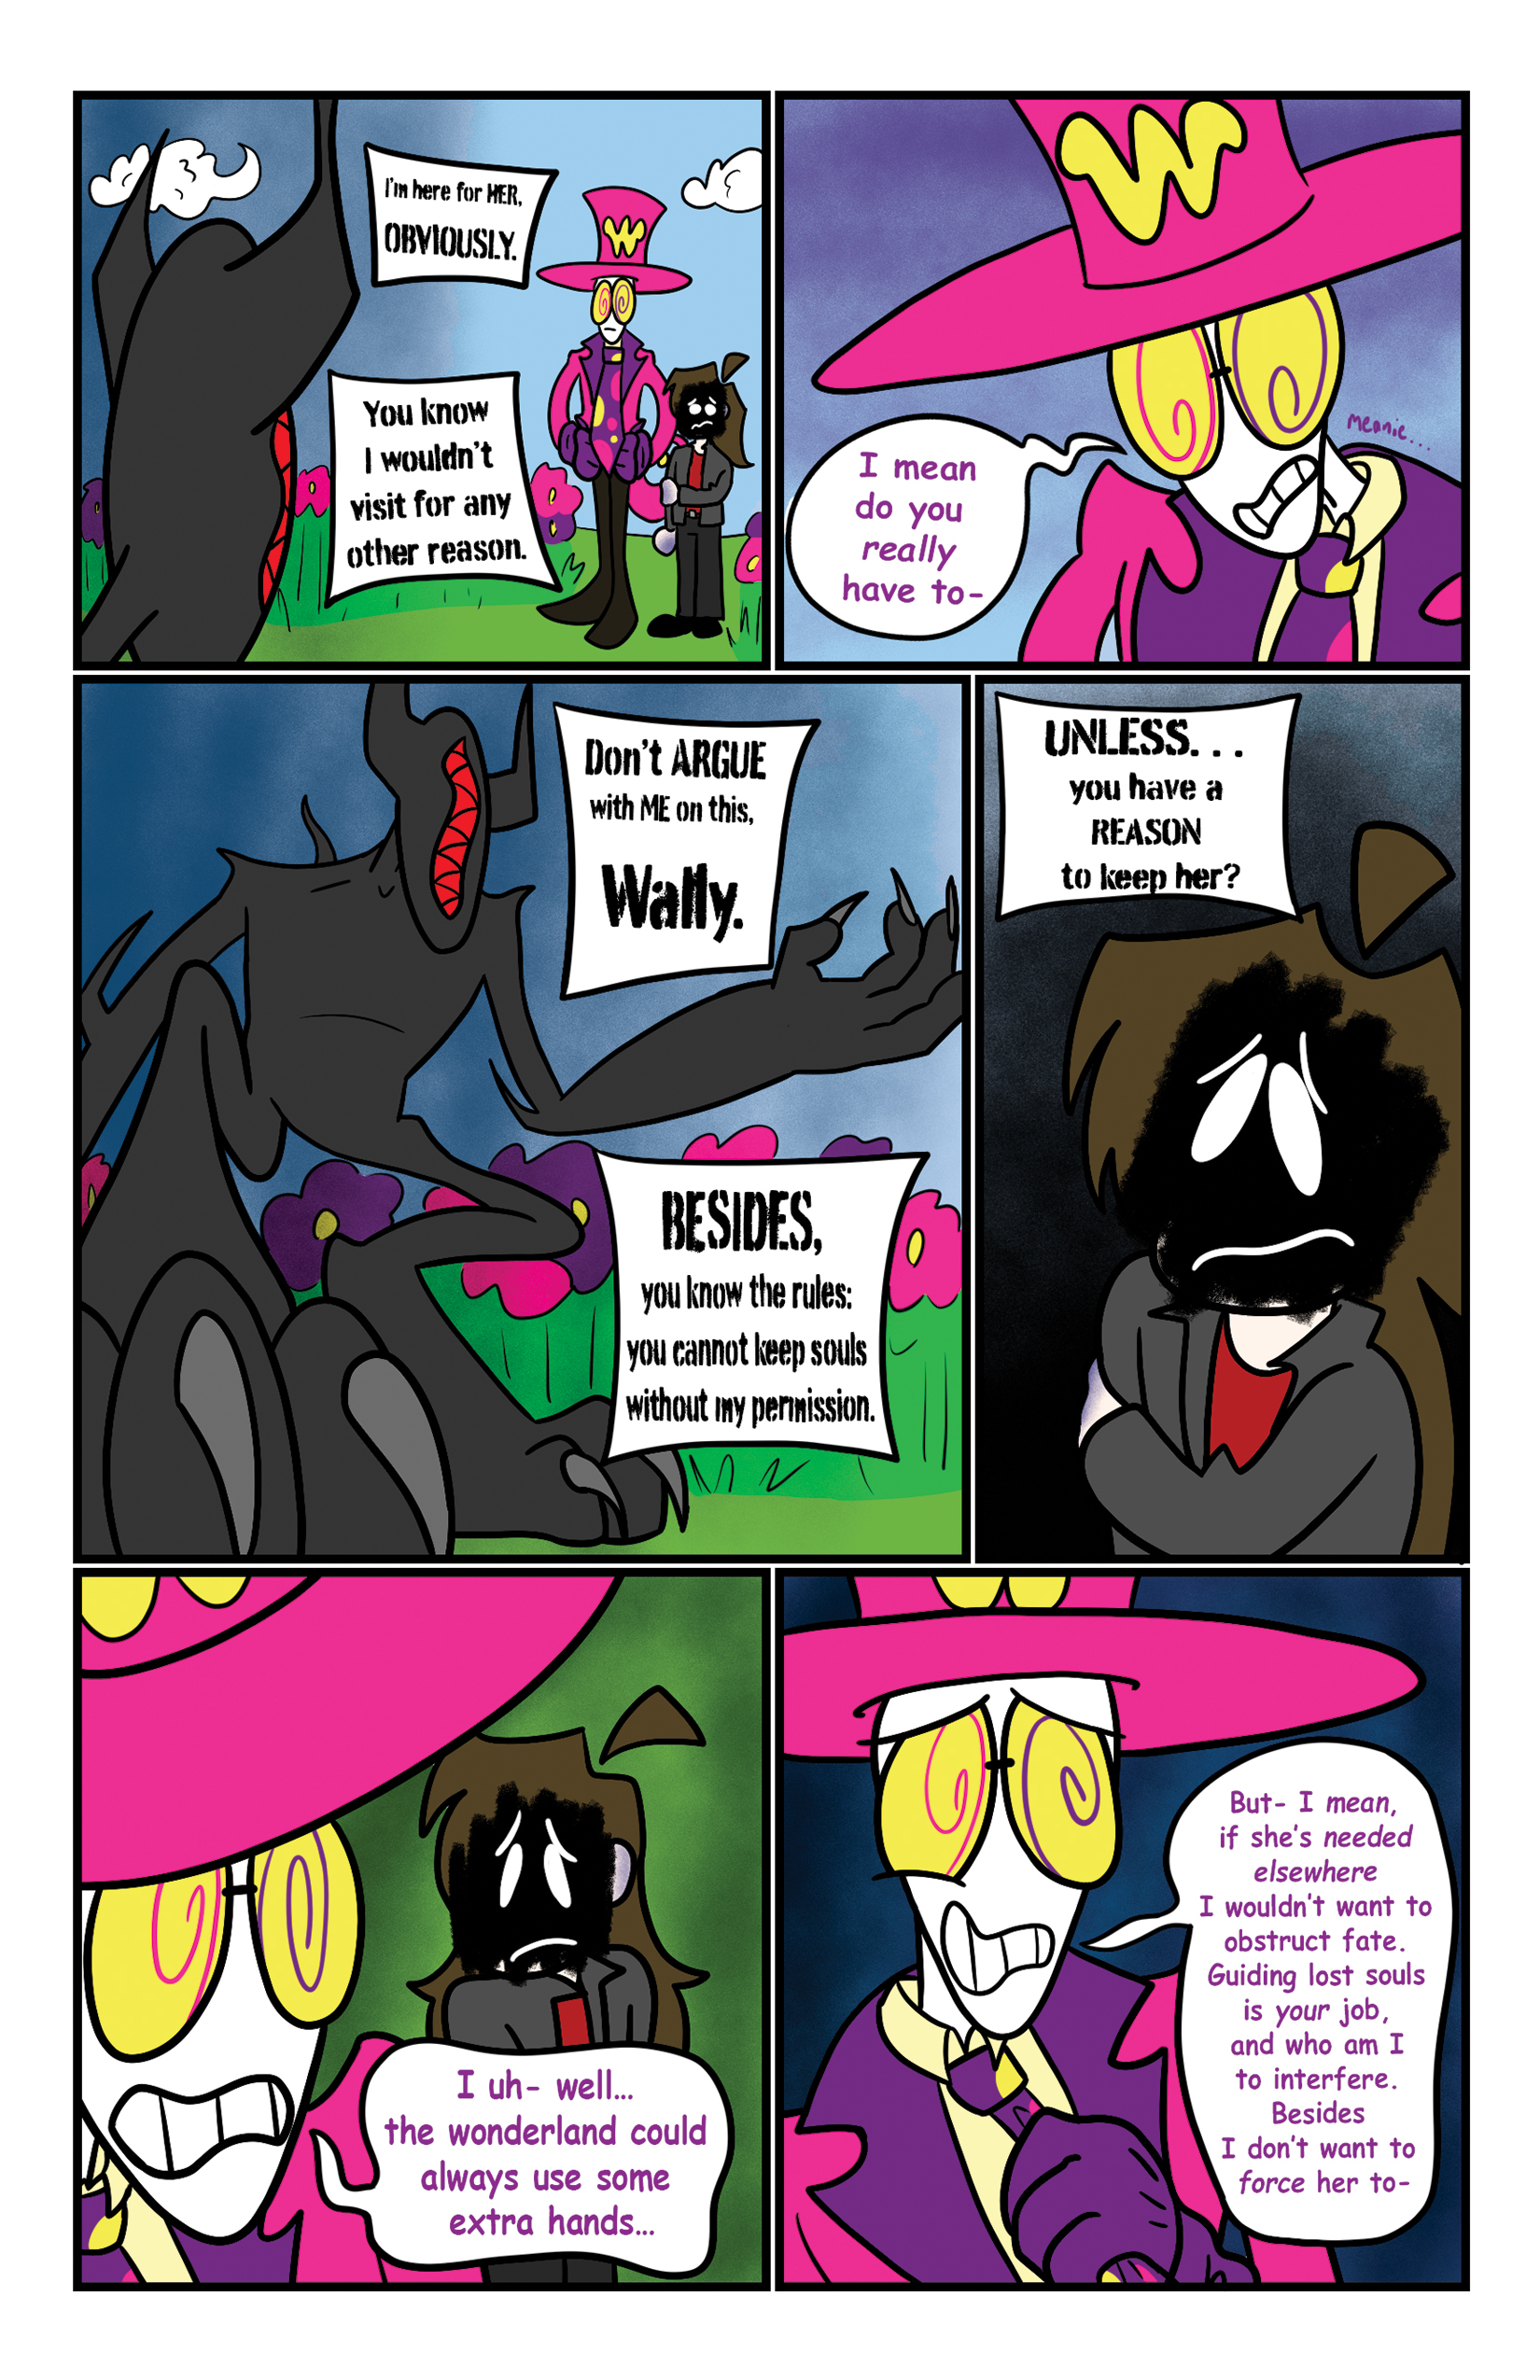 I'm here for HER,
OBVIOUSLY.
You know
I wouldn't
visit for any
other reason.
W
W
I mean
do you
really
have to-
meanie...
Don't ARGUE
with ME on this,
Wally.
BESIDES,
you know the rules:
you cannot keep souls
without my permission.
UNLESS...
you have a
REASON
to keep her?
I uh- well...
the wonderland could
always use some
extra hands...
But- I mean,
if she's needed
elsewhere
I wouldn't want to
obstruct fate.
Guiding lost souls
is your job,
and who am I
to interfere.
Besides
I don't want to
force her to-